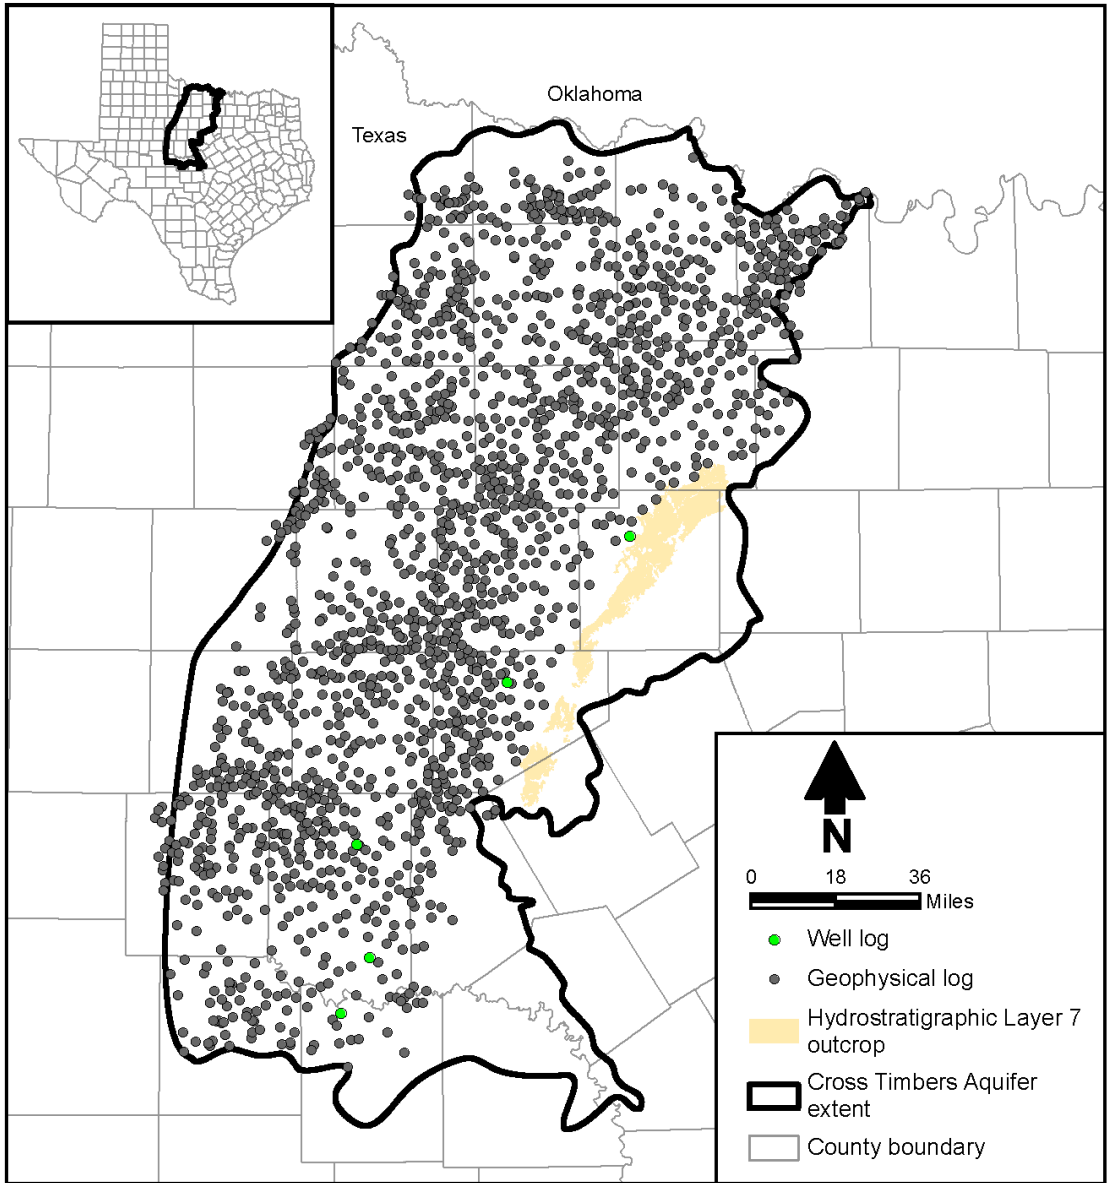 Oklahoma
Texas
N
0 18 36
Miles
Well log
Geophysical log
Hydrostratigraphic Layer 7
outcrop
Cross Timbers Aquifer
extent
County boundary